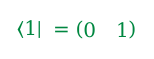 ⟨1| = (0 1)